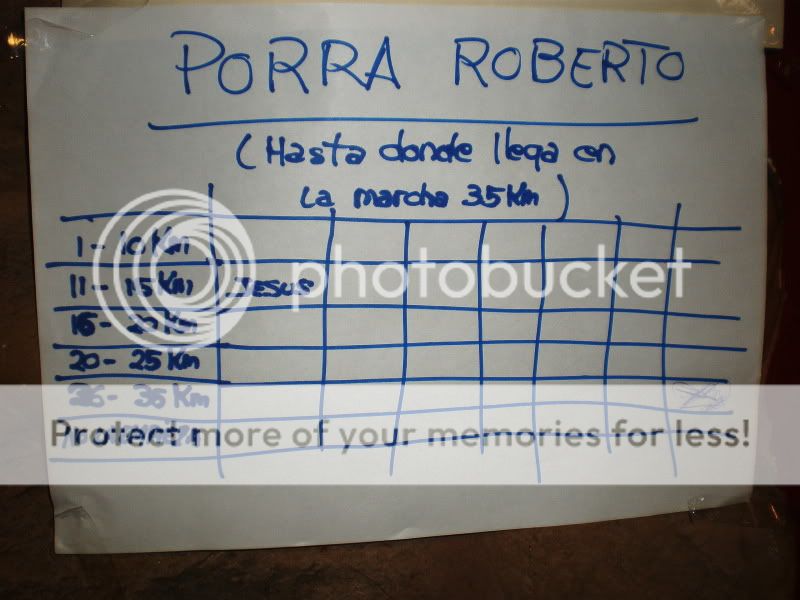 PORRA ROBERTO
(Hasta donde llega en
La marcha 35 Km)
1 - 10 Km
11 - 15 Km JESUS
16 - 20 Km
20 - 25 Km
26 - 35 Km
photobucket
Protect more of your memories for less!